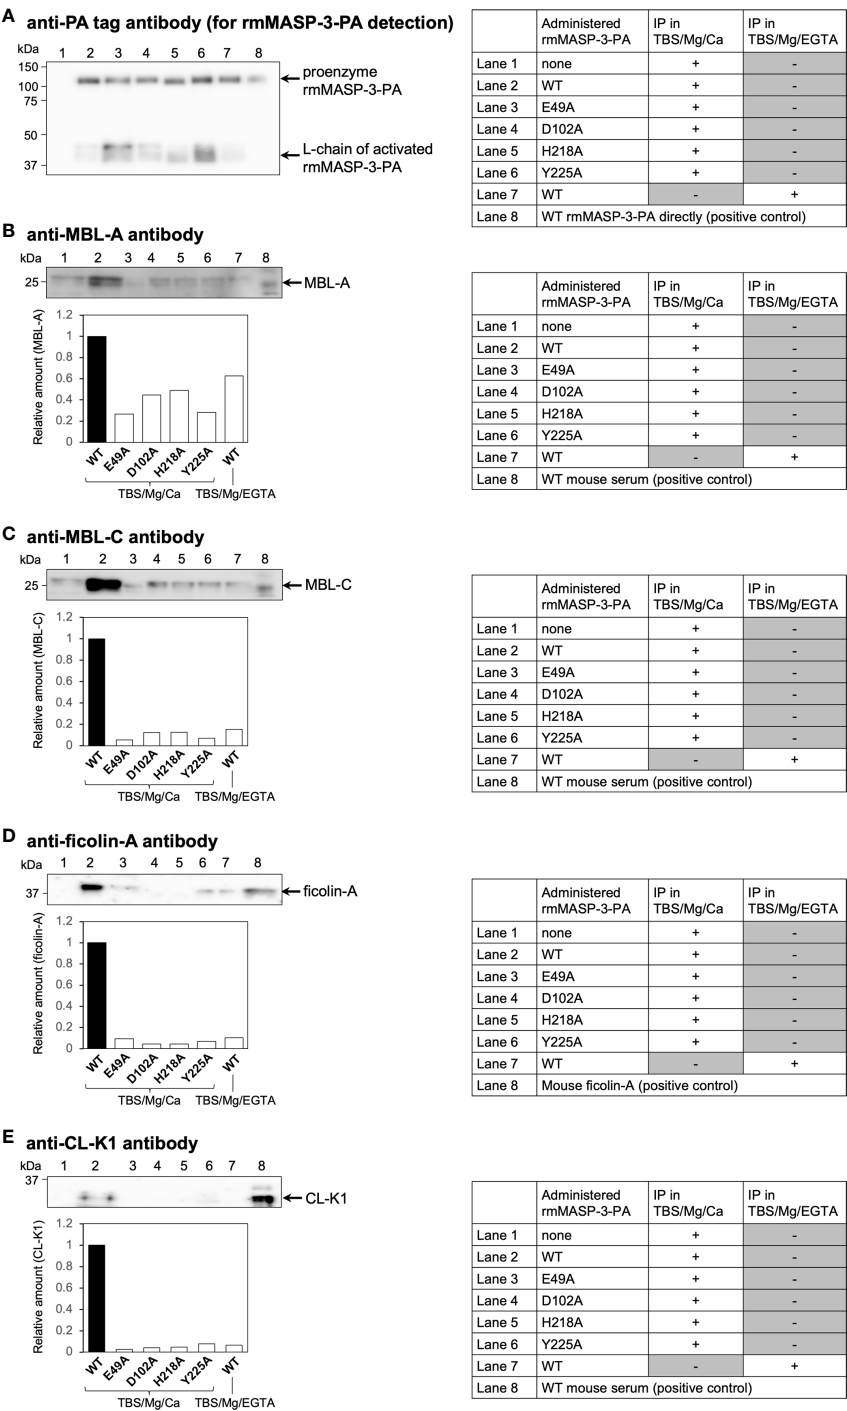 A anti-PA tag antibody (for rmMASP-3-PA detection)
kDa 1 2 3 4 5 6 7 8
150
100
75
50
37
proenzyme
rmMASP-3-PA
L-chain of activated
rmMASP-3-PA
Administered rmMASP-3-PA IP in TBS/Mg/Ca IP in TBS/Mg/EGTA
Lane 1 none + -
Lane 2 WT + -
Lane 3 E49A + -
Lane 4 D102A + -
Lane 5 H218A + -
Lane 6 Y225A + -
Lane 7 WT - +
Lane 8 WT rmMASP-3-PA directly (positive control)
B anti-MBL-A antibody
kDa 1 2 3 4 5 6 7 8
25
MBL-A
Relative amount (MBL-A)
1.2
1
0.8
0.6
0.4
0.2
0
WT E49A D102A H218A Y225A WT
TBS/Mg/Ca TBS/Mg/EGTA
Administered rmMASP-3-PA IP in TBS/Mg/Ca IP in TBS/Mg/EGTA
Lane 1 none + -
Lane 2 WT + -
Lane 3 E49A + -
Lane 4 D102A + -
Lane 5 H218A + -
Lane 6 Y225A + -
Lane 7 WT - +
Lane 8 WT mouse serum (positive control)
C anti-MBL-C antibody
kDa 1 2 3 4 5 6 7 8
25
MBL-C
Relative amount (MBL-C)
1.2
1
0.8
0.6
0.4
0.2
0
WT E49A D102A H218A Y225A WT
TBS/Mg/Ca TBS/Mg/EGTA
Administered rmMASP-3-PA IP in TBS/Mg/Ca IP in TBS/Mg/EGTA
Lane 1 none + -
Lane 2 WT + -
Lane 3 E49A + -
Lane 4 D102A + -
Lane 5 H218A + -
Lane 6 Y225A + -
Lane 7 WT - +
Lane 8 WT mouse serum (positive control)
D anti-ficolin-A antibody
kDa 1 2 3 4 5 6 7 8
37
ficolin-A
Relative amount (ficolin-A)
1.2
1
0.8
0.6
0.4
0.2
0
WT E49A D102A H218A Y225A WT
TBS/Mg/Ca TBS/Mg/EGTA
Administered rmMASP-3-PA IP in TBS/Mg/Ca IP in TBS/Mg/EGTA
Lane 1 none + -
Lane 2 WT + -
Lane 3 E49A + -
Lane 4 D102A + -
Lane 5 H218A + -
Lane 6 Y225A + -
Lane 7 WT - +
Lane 8 Mouse ficolin-A (positive control)
E anti-CL-K1 antibody
kDa 1 2 3 4 5 6 7 8
37
CL-K1
Relative amount (CL-K1)
1.2
1
0.8
0.6
0.4
0.2
0
WT E49A D102A H218A Y225A WT
TBS/Mg/Ca TBS/Mg/EGTA
Administered rmMASP-3-PA IP in TBS/Mg/Ca IP in TBS/Mg/EGTA
Lane 1 none + -
Lane 2 WT + -
Lane 3 E49A + -
Lane 4 D102A + -
Lane 5 H218A + -
Lane 6 Y225A + -
Lane 7 WT - +
Lane 8 WT mouse serum (positive control)